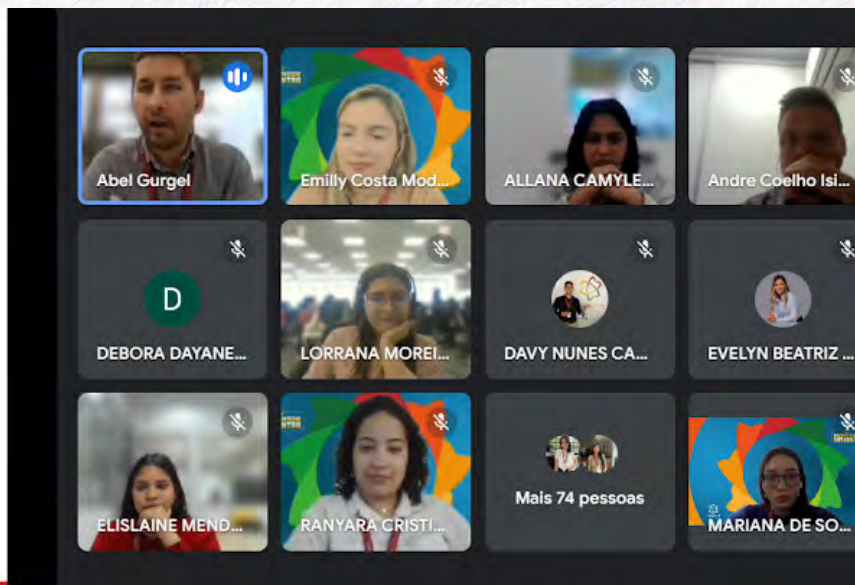 Abel Gurgel
Emilly Costa Mod...
ALLANA CAMYLE...
Andre Coelho Isi...
D
DEBORA DAYANE...
LORRANA MOREI...
DAVY NUNES CA...
EVELYN BEATRIZ ...
ELISLAINE MEND...
RANYARA CRISTI...
Mais 74 pessoas
MARIANA DE SO...